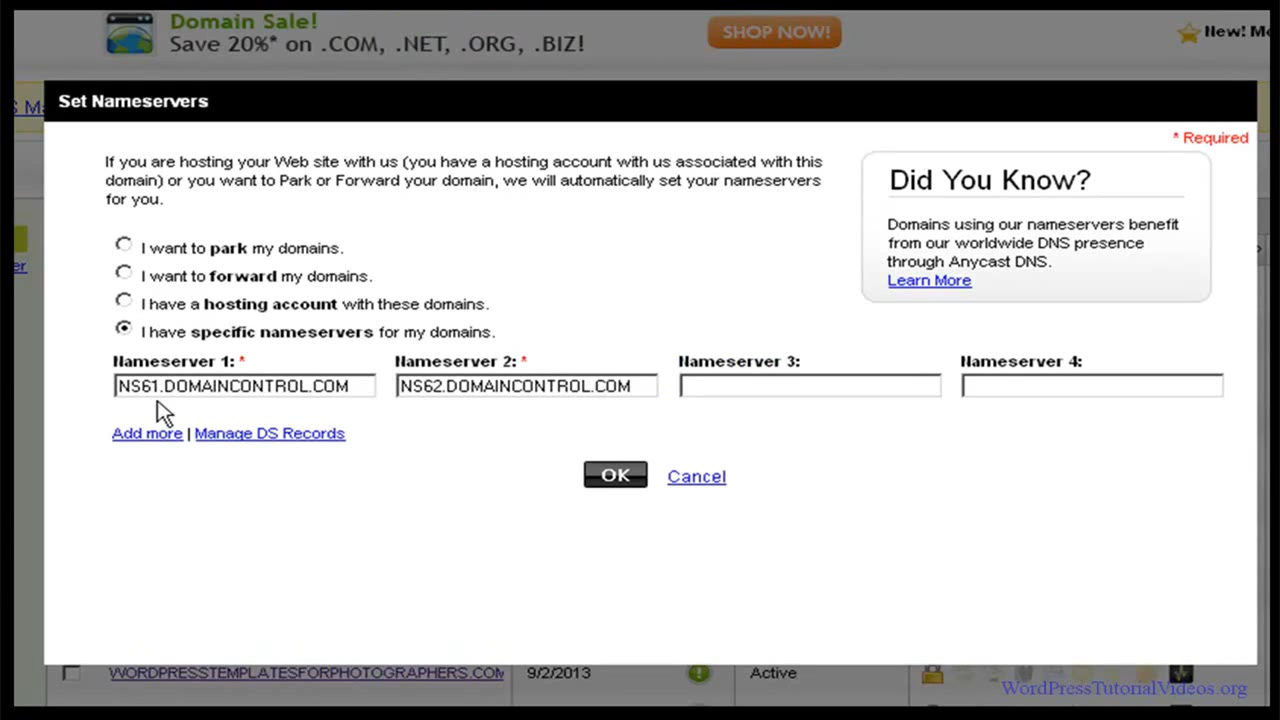 Domain Sale!
Save 20%* on .COM, .NET, .ORG, .BIZ!
SHOP NOW!
New!
Set Nameservers
* Required
If you are hosting your Web site with us (you have a hosting account with us associated with this
domain) or you want to Park or Forward your domain, we will automatically set your nameservers
for you.
Did You Know?
Domains using our nameservers benefit
from our worldwide DNS presence
through Anycast DNS.
Learn More
I want to park my domains.
I want to forward my domains.
I have a hosting account with these domains.
I have specific nameservers for my domains.
Nameserver 1: * Nameserver 2: * Nameserver 3: Nameserver 4:
NS61.DOMAINCONTROL.COM NS62.DOMAINCONTROL.COM
Add more | Manage DS Records
OK Cancel
WORDPRESSTEMPLATESFORPHOTOGRAPHERS.COM 9/2/2013 Active
WordPressTutorialVideos.org